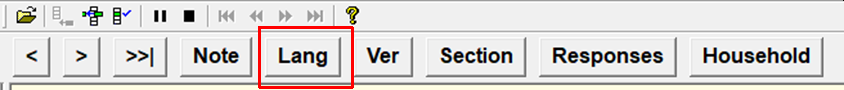 < > >>| Note Lang Ver Section Responses Household